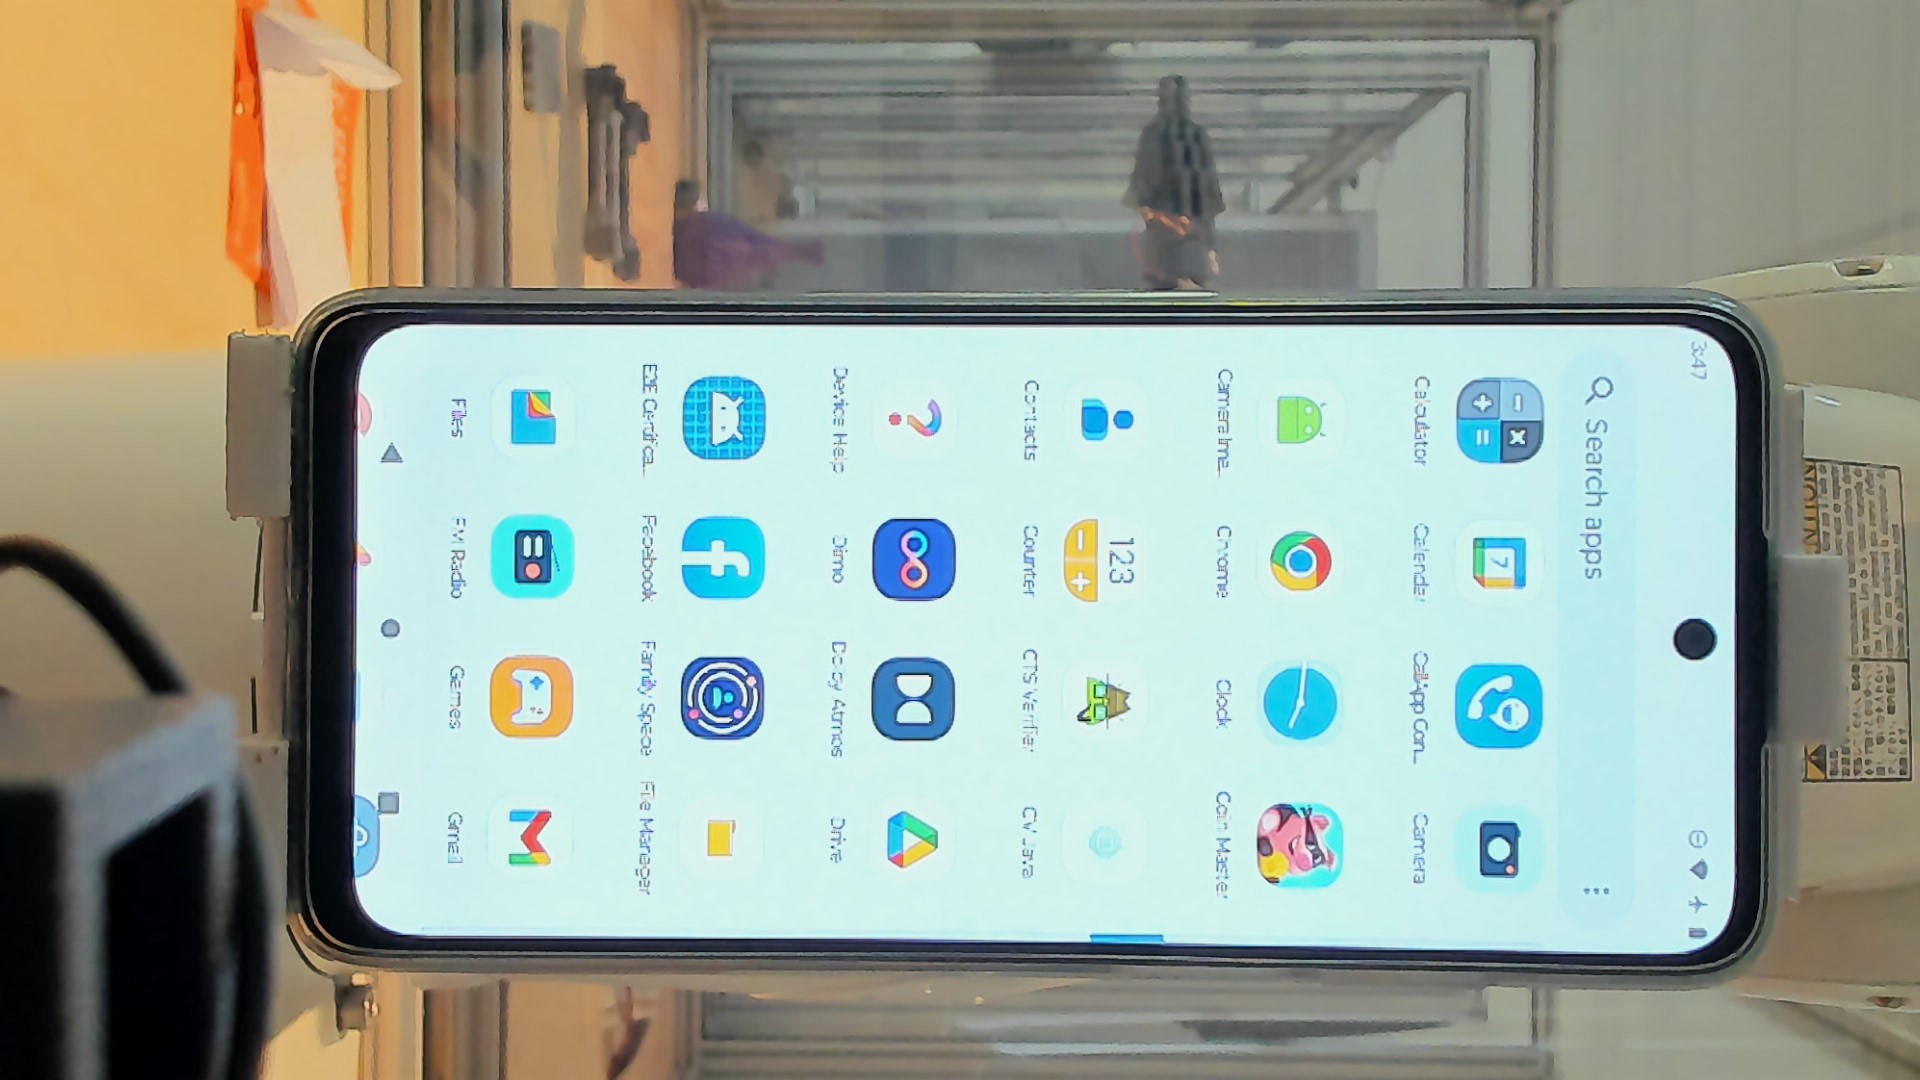 3:47
Search apps
Calculator
Calendar
CallApp Con...
Camera
Camera Ima...
Chrome
Clock
Coin Master
Contacts
123
Counter
CTS Verifier
CV Java
Device Help
Dimo
Dolby Atmos
Drive
E2E Certifica...
Facebook
Family Space
File Manager
Files
FM Radio
Games
Gmail